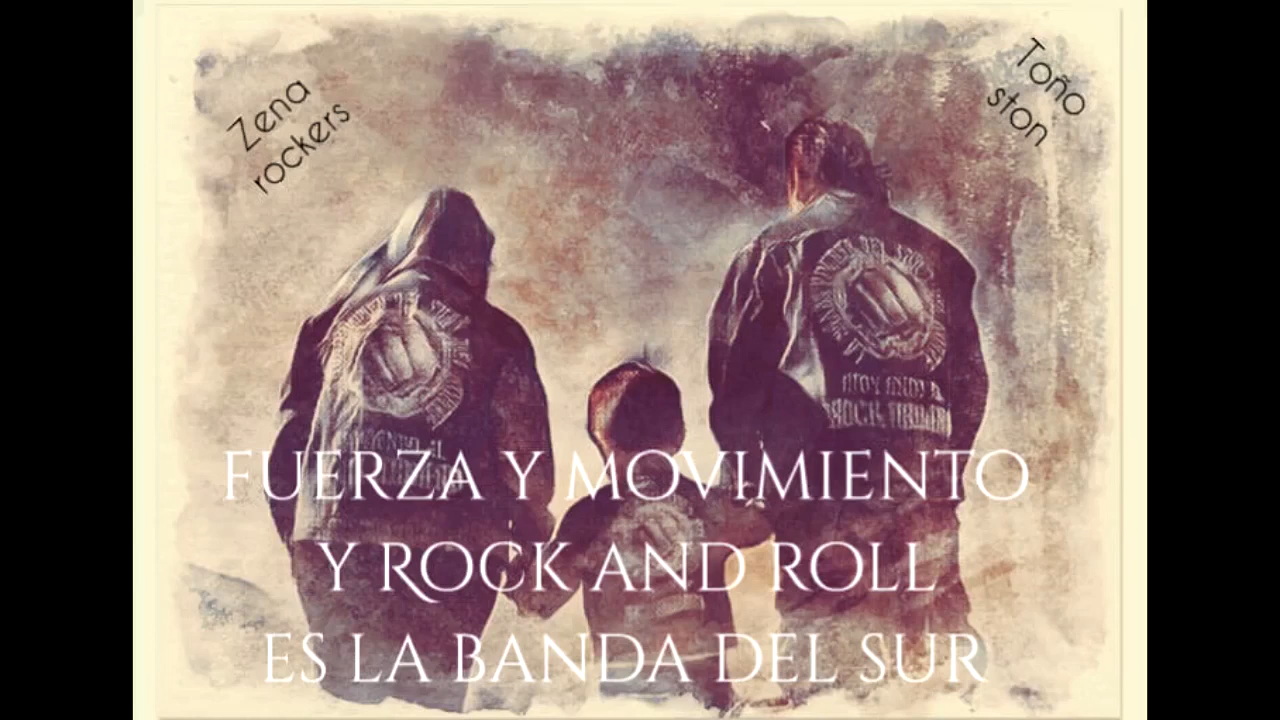 Zena
rockers
Toño
ston
FUERZA Y MOVIMIENTO
Y ROCK AND ROLL
ES LA BANDA DEL SUR